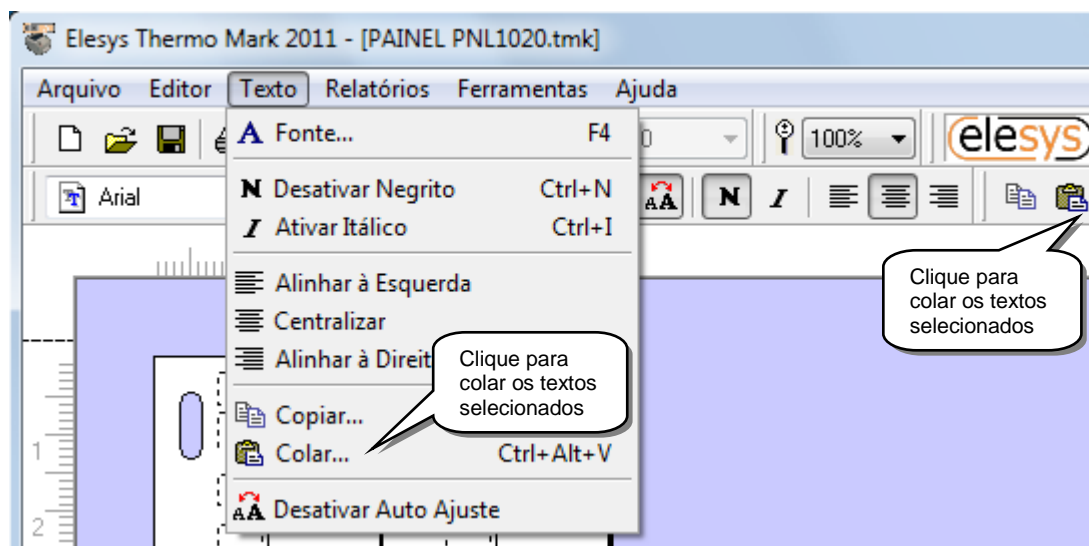 Elesys Thermo Mark 2011 - [PAINEL PNL1020.tmk]
Arquivo Editor Texto Relatórios Ferramentas Ajuda
100% elesys
Arial N I
A Fonte... F4
N Desativar Negrito Ctrl+N
I Ativar Itálico Ctrl+I
Alinhar à Esquerda
Centralizar
Alinhar à Direit
Copiar...
Colar... Ctrl+Alt+V
AA Desativar Auto Ajuste
Clique para
colar os textos
selecionados
Clique para
colar os textos
selecionados
1
2